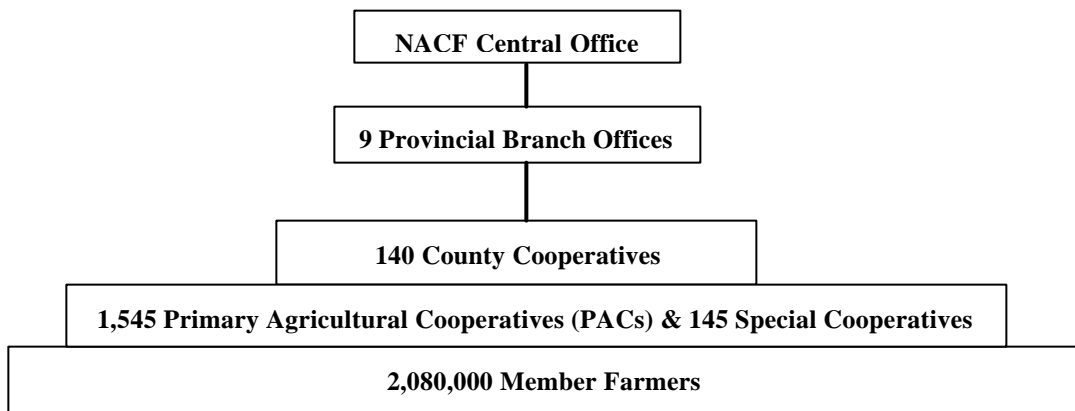 NACF Central Office
9 Provincial Branch Offices
140 County Cooperatives
1,545 Primary Agricultural Cooperatives (PACs) & 145 Special Cooperatives
2,080,000 Member Farmers